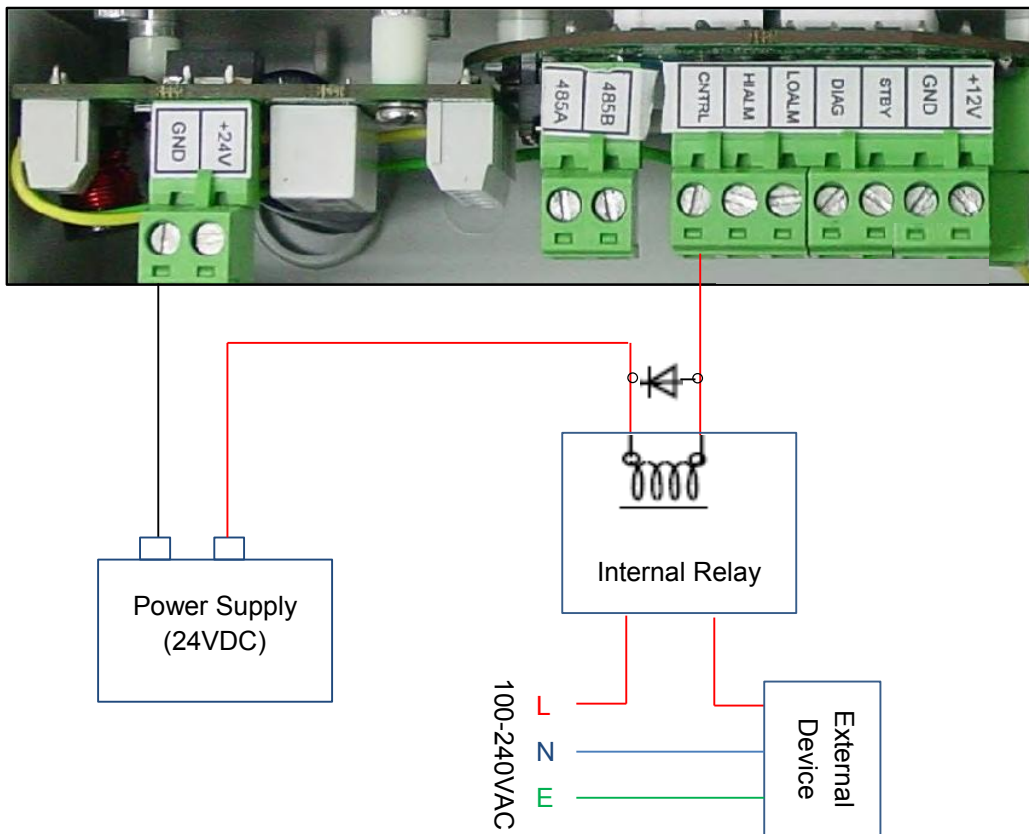 GND
+24V
485A
485B
CNTRL
HIALM
LOALM
DIAG
STBY
GND
+12V
Power Supply
(24VDC)
Internal Relay
100-240VAC
L
N
E
External
Device